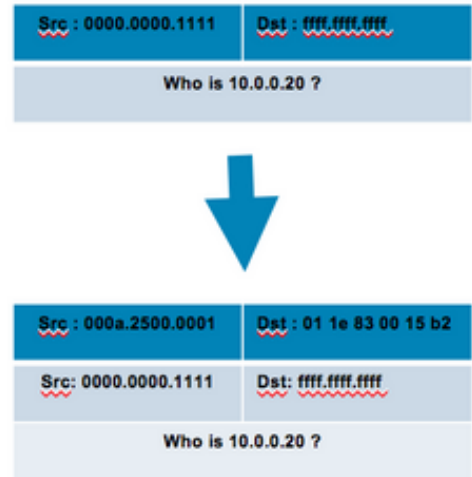 Src : 0000.0000.1111 Dst : ffff.ffff.ffff
Who is 10.0.0.20 ?
Src : 000a.2500.0001 Dst : 01 1e 83 00 15 b2
Src: 0000.0000.1111 Dst: ffff.ffff.ffff
Who is 10.0.0.20 ?